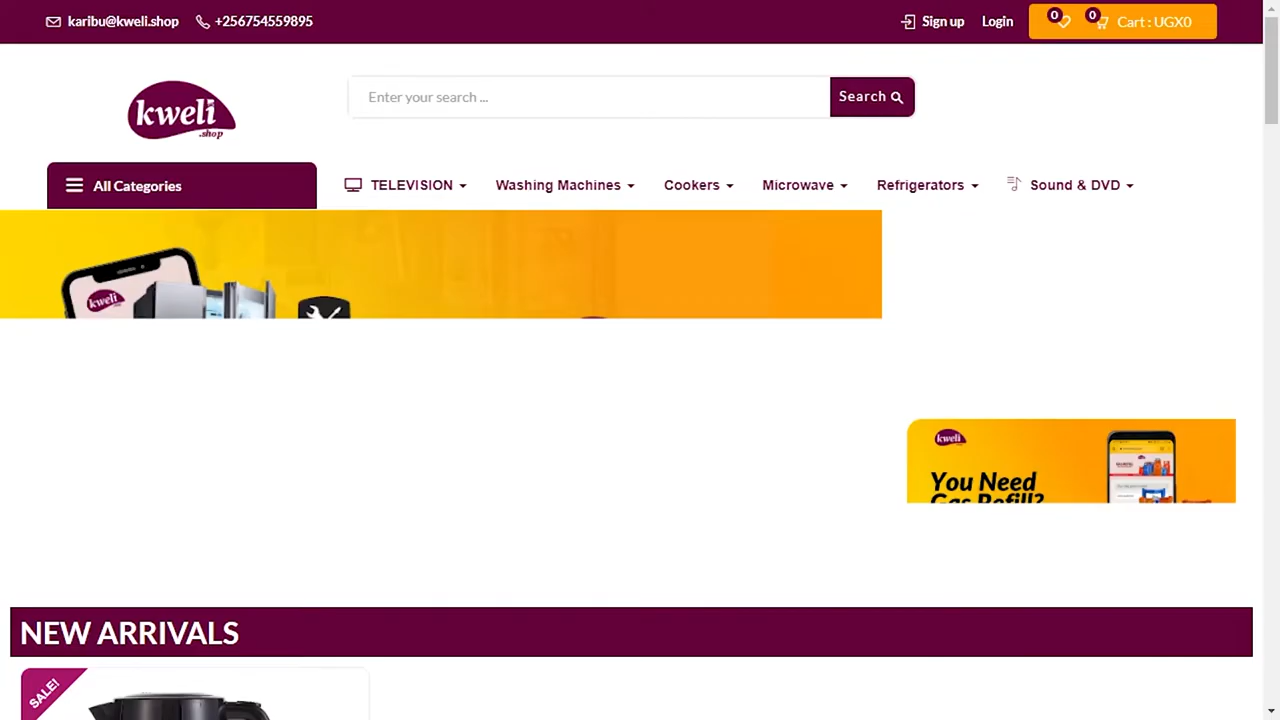 karibu@kweli.shop +256754559895 Sign up Login 0 0 Cart : UGX0
kweli
.shop
Enter your search ... Search
All Categories TELEVISION Washing Machines Cookers Microwave Refrigerators Sound & DVD
kweli
kweli
You Need
Gas Refill?
NEW ARRIVALS
SALE!